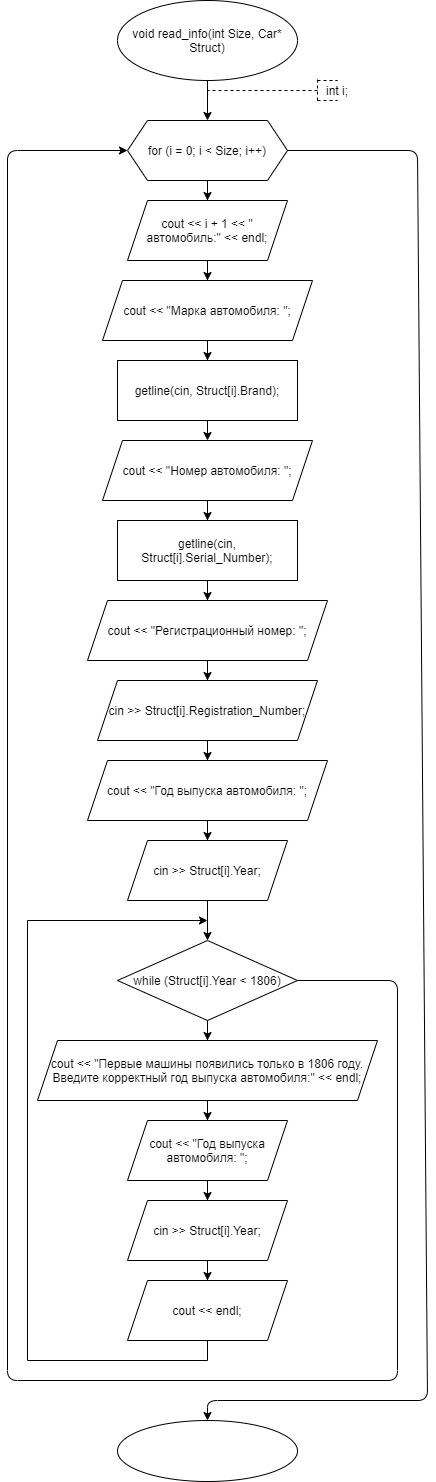 void read_info(int Size, Car*
Struct)
int i;
for (i = 0; i < Size; i++)
cout << i + 1 << "
автомобиль:" << endl;
cout << "Марка автомобиля: ";
getline(cin, Struct[i].Brand);
cout << "Номер автомобиля: ";
getline(cin,
Struct[i].Serial_Number);
cout << "Регистрационный номер: ";
cin >> Struct[i].Registration_Number;
cout << "Год выпуска автомобиля: ";
cin >> Struct[i].Year;
while (Struct[i].Year < 1806)
cout << "Первые машины появились только в 1806 году.
Введите корректный год выпуска автомобиля:" << endl;
cout << "Год выпуска
автомобиля: ";
cin >> Struct[i].Year;
cout << endl;